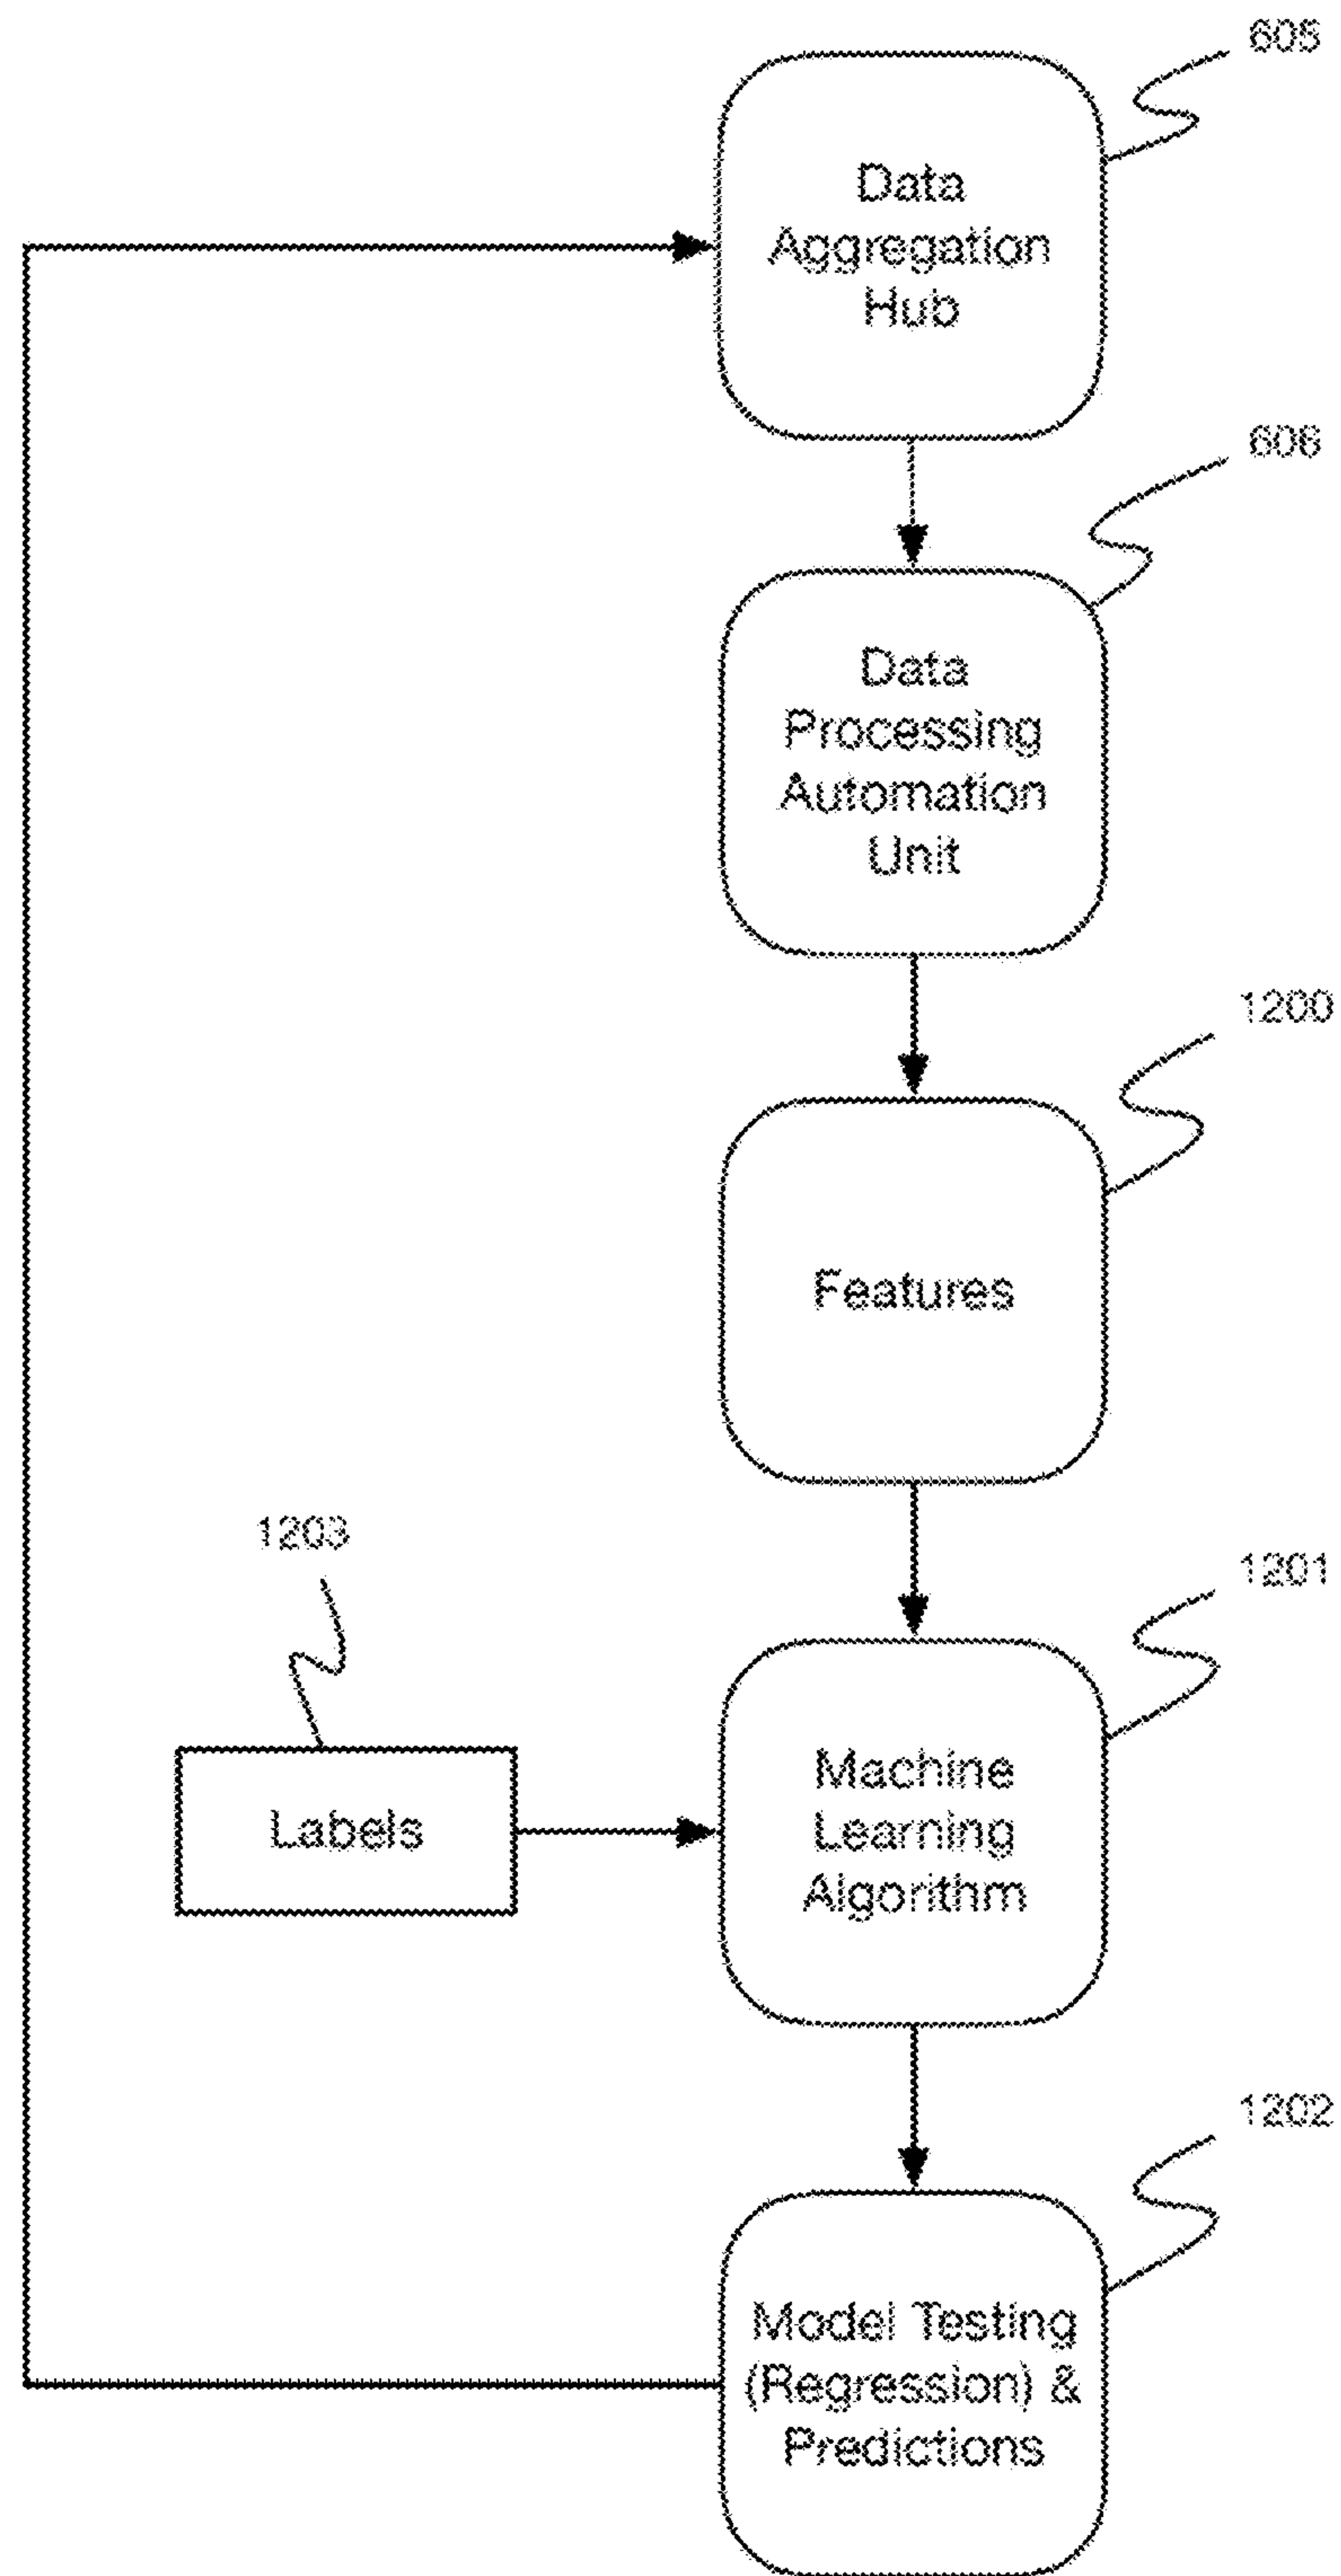 605
Data
Aggregation
Hub
606
Data
Processing
Automation
Unit
1200
Features
1203
1201
Labels
Machine
Learning
Algorithm
1202
Model Testing
(Regression) &
Predictions